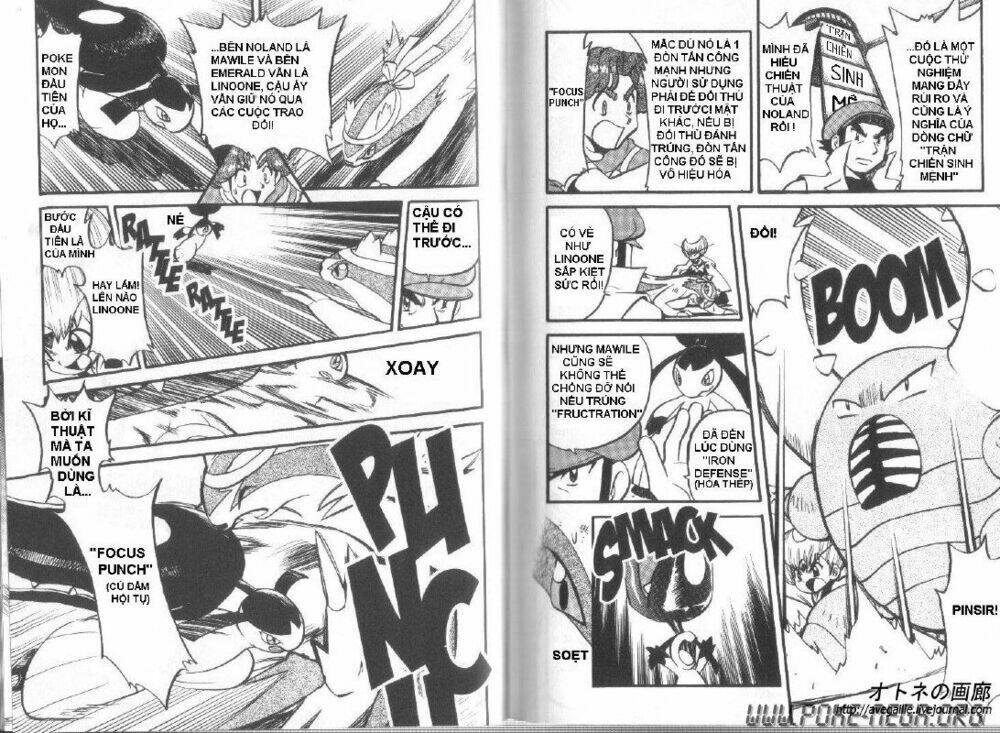 POKE
MON
ĐẦU
TIÊN
CỦA
HỌ...
...BÊN NOLAND LÀ
MAWILE VÀ BÊN
EMERALD VẪN LÀ
LINOONE, CẬU ẤY
VẪN GIỮ NÓ QUA
CÁC CUỘC TRAO
ĐỔI!
BƯỚC
ĐẦU
TIÊN LÀ
CỦA MÌNH
HAY LẮM!
LÊN NÀO
LINOONE
RATTLE
RATTLE
NÉ
CẬU CÓ
THỂ ĐI
TRƯỚC...
XOAY
BỞI KĨ
THUẬT
MÀ TA
MUỐN
DÙNG
LÀ...
"FOCUS
PUNCH"
(CÚ ĐẤM
HỘI TỤ)
PU
NC
"FOCUS
PUNCH"
MẶC DÙ NÓ LÀ 1
ĐÒN TẤN CÔNG
MẠNH NHƯNG
NGƯỜI SỬ DỤNG
PHẢI ĐỂ ĐỐI THỦ
ĐI TRƯỚC! MẶT
KHÁC, NẾU BỊ
ĐỐI THỦ ĐÁNH
TRÚNG, ĐÒN TẤN
CÔNG ĐÓ SẼ BỊ
VÔ HIỆU HÓA
MÌNH ĐÃ
HIỂU CHIẾN
THUẬT CỦA
NOLAND
RỒI!
TRẬN
CHIẾN
SINH
MỆ
...ĐÓ LÀ MỘT
CUỘC THỬ
NGHIỆM
MANG ĐẦY
RỦI RO VÀ
CŨNG LÀ Ý
NGHĨA CỦA
DÒNG CHỮ
"TRẬN
CHIẾN SINH
MỆNH"
CÓ VẺ
NHƯ
LINOONE
SẮP KIỆT
SỨC RỒI!
ĐỔI!
BOOM
NHƯNG MAWILE
CŨNG SẼ
KHÔNG THỂ
CHỐNG ĐỠ NỔI
NẾU TRÚNG
"FRUCTRATION"
ĐÃ ĐẾN
LÚC DÙNG
"IRON
DEFENSE"
(HÓA THÉP)
SMACK
SOẸT
PINSIR!
オトネの画廊
http://avegaille.livejournal.com
WWW.POKE-MEGA.ORG